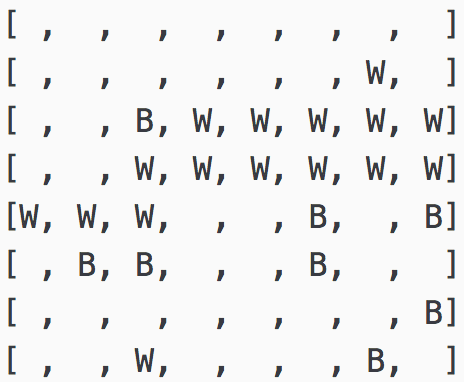 [ ,  ,  ,  ,  ,  ,  ,  ]
[ ,  ,  ,  ,  ,  , W,  ]
[ ,  , B, W, W, W, W, W]
[ ,  , W, W, W, W, W, W]
[W, W, W,  ,  , B,  , B]
[ , B, B,  ,  , B,  ,  ]
[ ,  ,  ,  ,  ,  ,  , B]
[ ,  , W,  ,  ,  , B,  ]